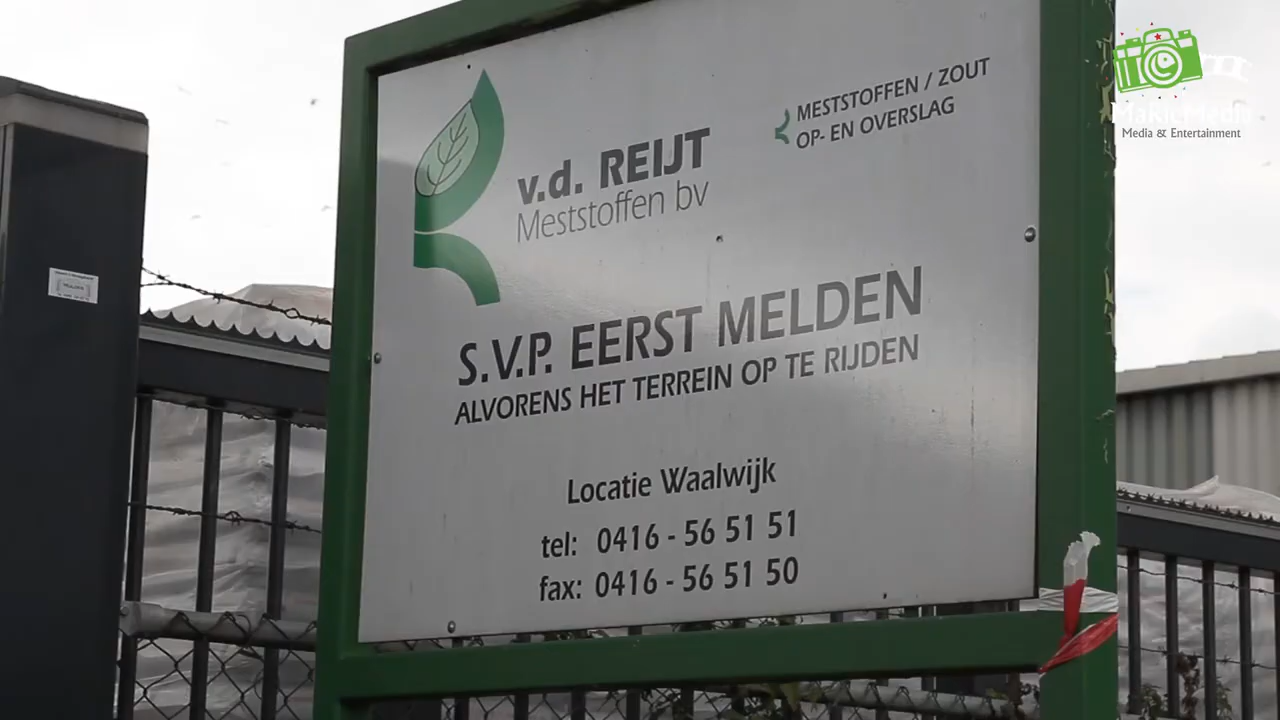 MESTSTOFFEN / ZOUT
OP- EN OVERSLAG
v.d. REIJT
Meststoffen bv
S.V.P. EERST MELDEN
ALVORENS HET TERREIN OP TE RIJDEN
Locatie Waalwijk
tel: 0416 - 56 51 51
fax: 0416 - 56 51 50
MakicMedia
Media & Entertainment